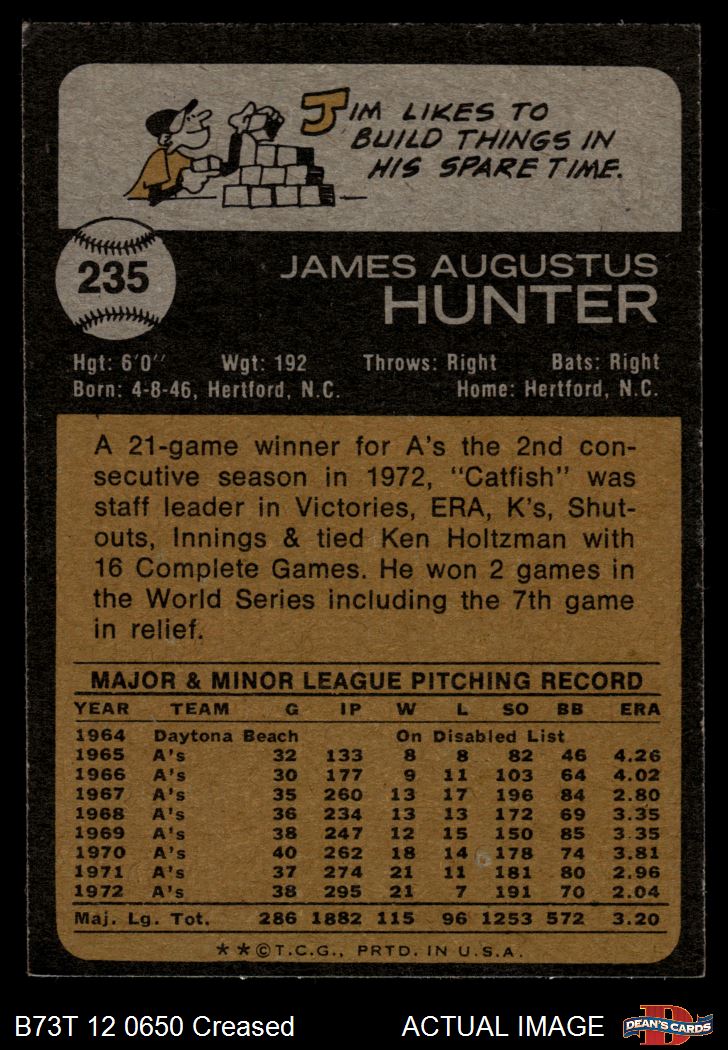 JIM LIKES TO
BUILD THINGS IN
HIS SPARE TIME.
235
JAMES AUGUSTUS
HUNTER
Hgt: 6'0" Wgt: 192 Throws: Right Bats: Right
Born: 4-8-46, Hertford, N.C. Home: Hertford, N.C.
A 21-game winner for A's the 2nd con-
secutive season in 1972, "Catfish" was
staff leader in Victories, ERA, K's, Shut-
outs, Innings & tied Ken Holtzman with
16 Complete Games. He won 2 games in
the World Series including the 7th game
in relief.
MAJOR & MINOR LEAGUE PITCHING RECORD
YEAR TEAM G IP W L SO BB ERA
1964 Daytona Beach On Disabled List
1965 A's 32 133 8 8 82 46 4.26
1966 A's 30 177 9 11 103 64 4.02
1967 A's 35 260 13 17 196 84 2.80
1968 A's 36 234 13 13 172 69 3.35
1969 A's 38 247 12 15 150 85 3.35
1970 A's 40 262 18 14 178 74 3.81
1971 A's 37 274 21 11 181 80 2.96
1972 A's 38 295 21 7 191 70 2.04
Maj. Lg. Tot. 286 1882 115 96 1253 572 3.20
**©T.C.G., PRTD. IN U.S.A.
B73T 12 0650 Creased ACTUAL IMAGE
D
DEAN'S CARDS